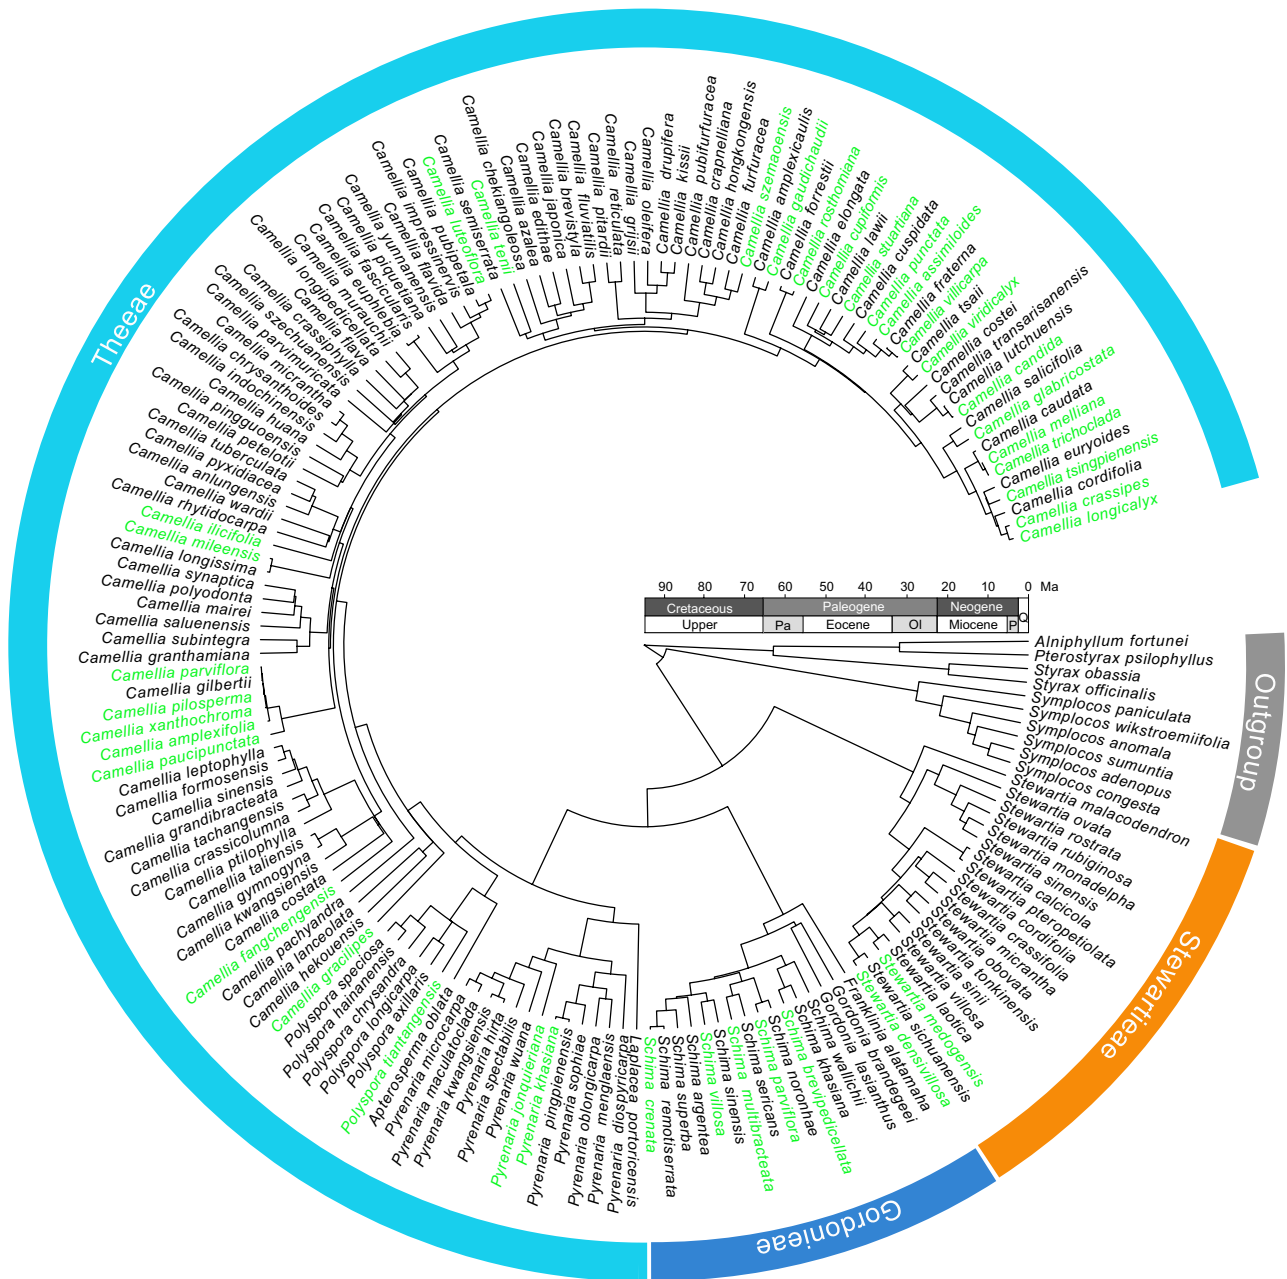 Theeae
Outgroup
Stewartieae
Gordonieae
90 80 70 60 50 40 30 20 10 0 Ma
Cretaceous Paleogene Neogene Q
Upper Pa Eocene Ol Miocene P
Alniphyllum fortunei
Pterostyrax psilophyllus
Styrax obassia
Styrax officinalis
Symplocos paniculata
Symplocos wikstroemiifolia
Symplocos anomala
Symplocos sumuntia
Symplocos adenopus
Symplocos congesta
Stewartia malacodendron
Stewartia ovata
Stewartia rostrata
Stewartia rubiginosa
Stewartia monadelpha
Stewartia sinensis
Stewartia calcicola
Stewartia pteropetiolata
Stewartia cordifolia
Stewartia crassifolia
Stewartia micrantha
Stewartia obovata
Stewartia tonkinensis
Stewartia sinii
Stewartia villosa
Stewartia laotica
Stewartia medogensis
Stewartia sichuanensis
Stewartia densivillosa
Franklinia alatamaha
Gordonia brandegeei
Gordonia lasianthus
Schima wallichii
Schima khasiana
Schima brevipedicellata
Schima noronhae
Schima parviflora
Schima sericans
Schima multibracteata
Schima sinensis
Schima villosa
Schima argentea
Schima superba
Schima remotiserrata
Schima crenata
Laplacea portoricensis
Pyrenaria diospyricarpa
Pyrenaria menglaensis
Pyrenaria oblongicarpa
Pyrenaria sophiae
Pyrenaria pingpienensis
Pyrenaria khasiana
Pyrenaria jonquieriana
Pyrenaria wuana
Pyrenaria spectabilis
Pyrenaria hirta
Pyrenaria kwangsiensis
Pyrenaria maculatoclada
Pyrenaria microcarpa
Apterosperma oblata
Polyspora tiantangensis
Polyspora axillaris
Polyspora longicarpa
Polyspora chrysandra
Polyspora hainanensis
Polyspora speciosa
Camellia gracilipes
Camellia hekouensis
Camellia lanceolata
Camellia pachyandra
Camellia fangchengensis
Camellia costata
Camellia kwangsiensis
Camellia gymnogyna
Camellia taliensis
Camellia ptilophylla
Camellia crassicolumna
Camellia tachangensis
Camellia grandibracteata
Camellia sinensis
Camellia formosensis
Camellia leptophylla
Camellia paucipunctata
Camellia amplexifolia
Camellia xanthochroma
Camellia pilosperma
Camellia gilbertii
Camellia parviflora
Camellia granthamiana
Camellia subintegra
Camellia saluenensis
Camellia mairei
Camellia polyodonta
Camellia synaptica
Camellia longissima
Camellia mileensis
Camellia ilicifolia
Camellia rhytidocarpa
Camellia wardii
Camellia anlungensis
Camellia pyxidiacea
Camellia tuberculata
Camellia petelotii
Camellia pingguoensis
Camellia huana
Camellia indochinensis
Camellia chrysanthoides
Camellia micrantha
Camellia parvimuricata
Camellia szechuanensis
Camellia crassiphylla
Camellia flava
Camellia longipedicellata
Camellia murauchii
Camellia euphlebia
Camellia fascicularis
Camellia piquetiana
Camellia yunnanensis
Camellia flavida
Camellia impressinervis
Camellia pubipetala
Camellia luteoflora
Camellia semiserrata
Camellia tenii
Camellia chekiangoleosa
Camellia azalea
Camellia edithae
Camellia japonica
Camellia brevistyla
Camellia fluviatilis
Camellia pitardii
Camellia reticulata
Camellia grijsii
Camellia oleifera
Camellia drupifera
Camellia kissii
Camellia pubifurfuracea
Camellia crapnelliana
Camellia hongkongensis
Camellia furfuracea
Camellia szemaoensis
Camellia amplexicaulis
Camellia gaudichaudii
Camellia forrestii
Camellia rosthorniana
Camellia elongata
Camellia cupiformis
Camellia lawii
Camellia stuartiana
Camellia cuspidata
Camellia punctata
Camellia assimiloides
Camellia fraterna
Camellia villicarpa
Camellia tsaii
Camellia viridicalyx
Camellia costei
Camellia transarisanensis
Camellia lutchuensis
Camellia candida
Camellia salicifolia
Camellia glabricostata
Camellia caudata
Camellia melliana
Camellia trichoclada
Camellia euryoides
Camellia tsingpienensis
Camellia cordifolia
Camellia crassipes
Camellia longicalyx